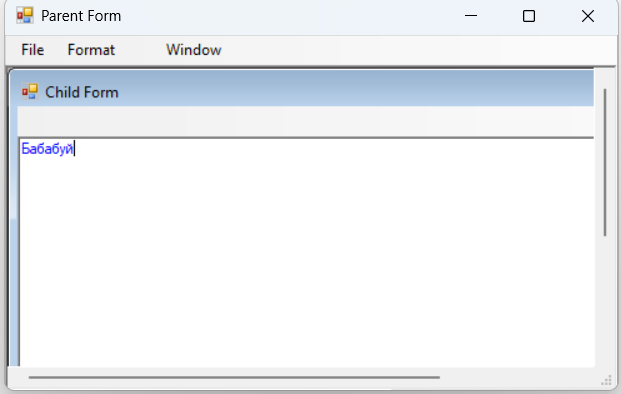 Parent Form
File Format Window
Child Form
Бабабуй